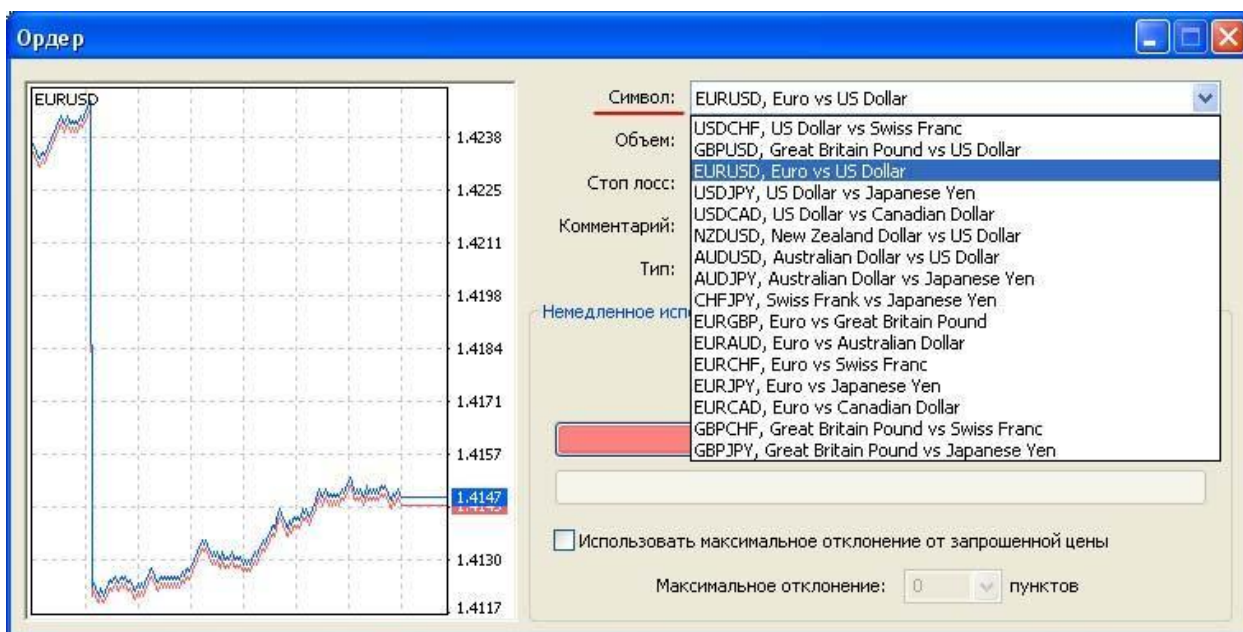 Ордер
EURUSD
1.4238
1.4225
1.4211
1.4198
1.4184
1.4171
1.4157
1.4147
1.4130
1.4117
Символ: EURUSD, Euro vs US Dollar
Объем:
Стоп лосс:
Комментарий:
Тип:
USDCHF, US Dollar vs Swiss Franc
GBPUSD, Great Britain Pound vs US Dollar
EURUSD, Euro vs US Dollar
USDJPY, US Dollar vs Japanese Yen
USDCAD, US Dollar vs Canadian Dollar
NZDUSD, New Zealand Dollar vs US Dollar
AUDUSD, Australian Dollar vs US Dollar
AUDJPY, Australian Dollar vs Japanese Yen
CHFJPY, Swiss Frank vs Japanese Yen
EURGBP, Euro vs Great Britain Pound
EURAUD, Euro vs Australian Dollar
EURCHF, Euro vs Swiss Franc
EURJPY, Euro vs Japanese Yen
EURCAD, Euro vs Canadian Dollar
GBPCHF, Great Britain Pound vs Swiss Franc
GBPJPY, Great Britain Pound vs Japanese Yen
Немедленное исп
Использовать максимальное отклонение от запрошенной цены
Максимальное отклонение: 0 пунктов